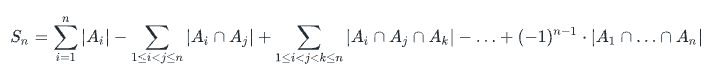 $S_n = \sum_{i=1}^{n} |A_i| - \sum_{1 \le i < j \le n} |A_i \cap A_j| + \sum_{1 \le i < j < k \le n} |A_i \cap A_j \cap A_k| - \ldots + (-1)^{n-1} \cdot |A_1 \cap \ldots \cap A_n|$